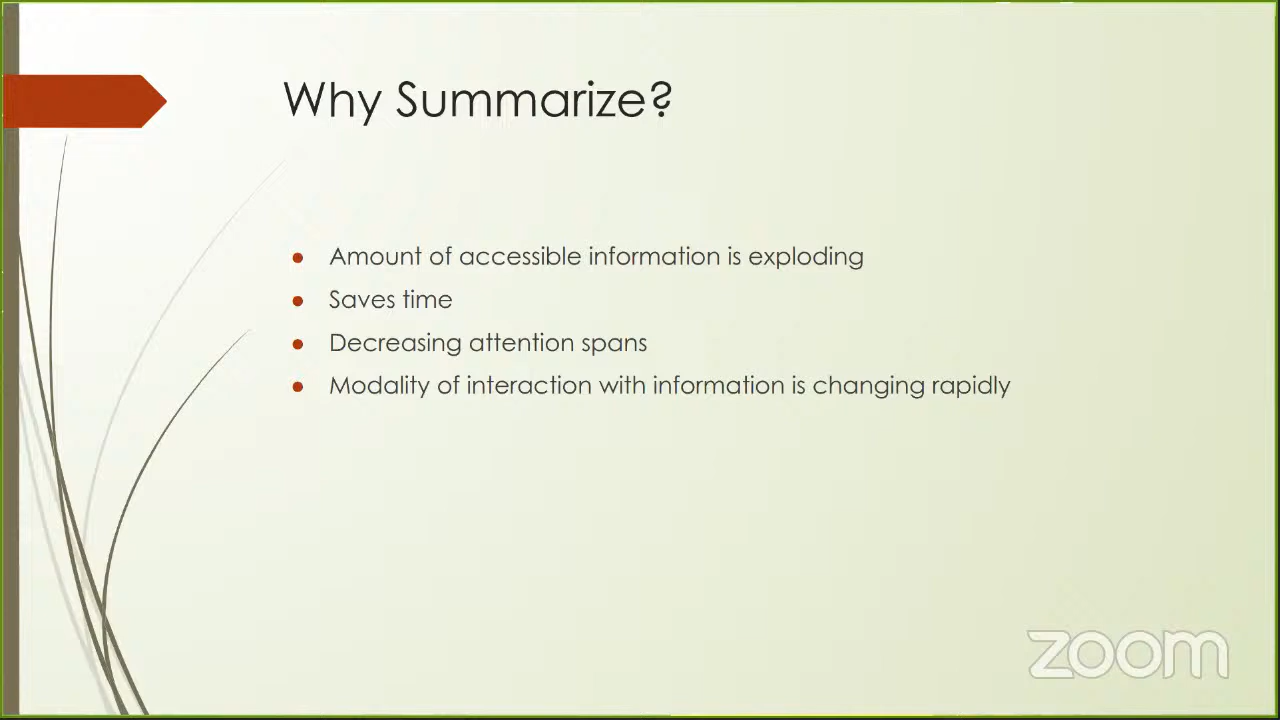 Why Summarize?
Amount of accessible information is exploding
Saves time
Decreasing attention spans
Modality of interaction with information is changing rapidly
zoom